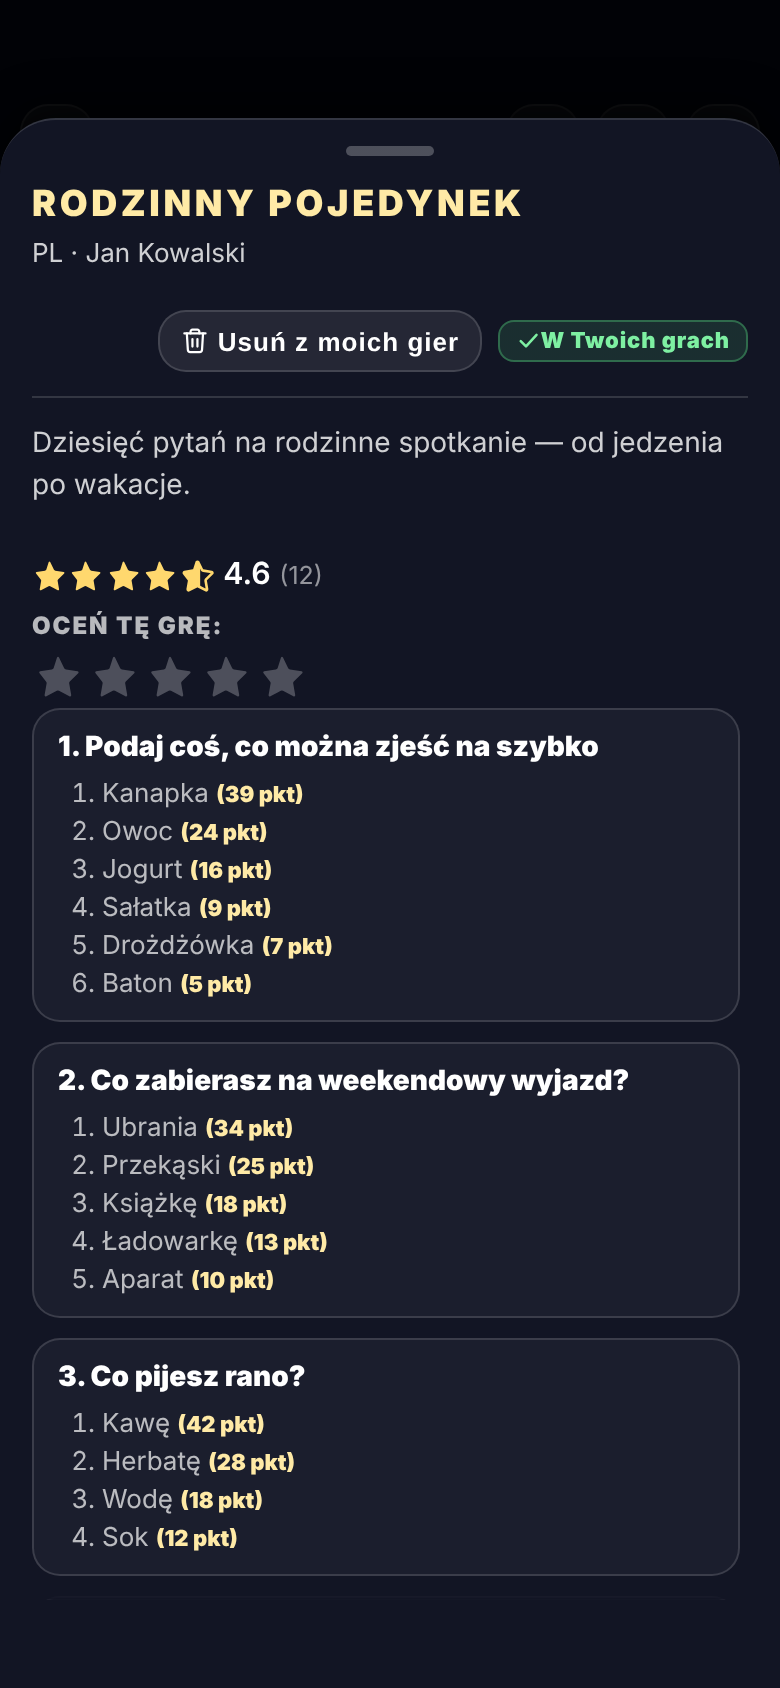 RODZINNY POJEDYNEK
PL · Jan Kowalski
Usuń z moich gier
W Twoich grach
Dziesięć pytań na rodzinne spotkanie — od jedzenia
po wakacje.
4.6 (12)
OCEŃ TĘ GRĘ:
1. Podaj coś, co można zjeść na szybko
1. Kanapka (39 pkt)
2. Owoc (24 pkt)
3. Jogurt (16 pkt)
4. Sałatka (9 pkt)
5. Drożdżówka (7 pkt)
6. Baton (5 pkt)
2. Co zabierasz na weekendowy wyjazd?
1. Ubrania (34 pkt)
2. Przekąski (25 pkt)
3. Książkę (18 pkt)
4. Ładowarkę (13 pkt)
5. Aparat (10 pkt)
3. Co pijesz rano?
1. Kawę (42 pkt)
2. Herbatę (28 pkt)
3. Wodę (18 pkt)
4. Sok (12 pkt)